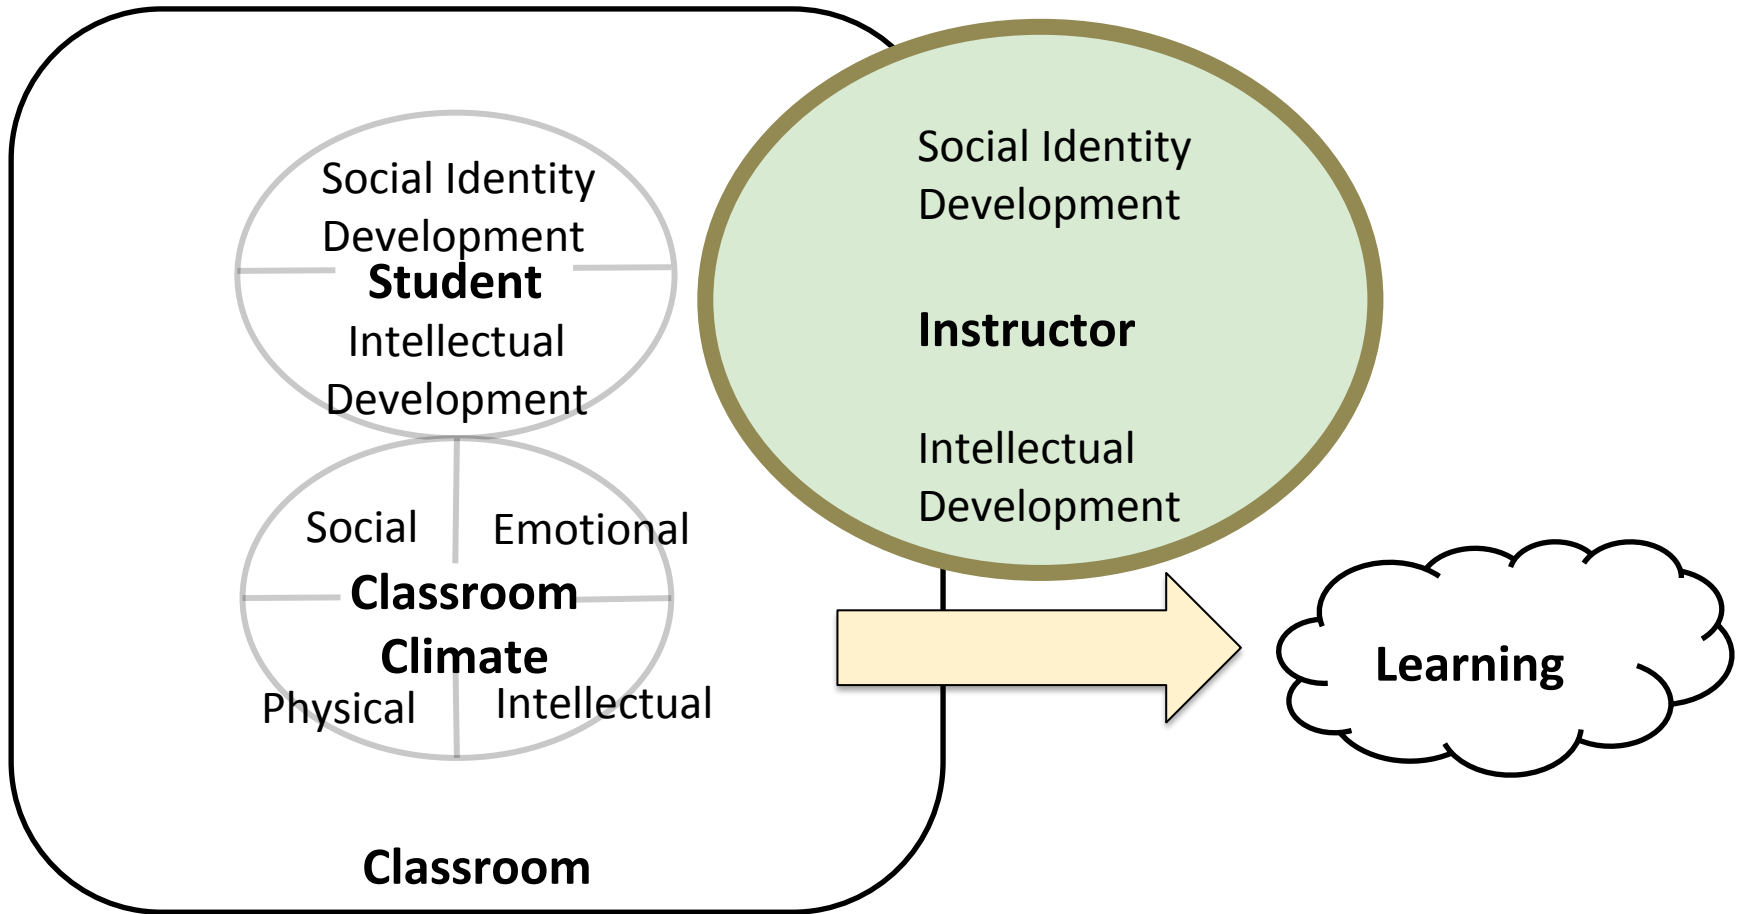 Social Identity
Development
Student
Intellectual
Development
Social
Emotional
Classroom
Climate
Physical
Intellectual
Classroom
Social Identity
Development
Instructor
Intellectual
Development
Learning